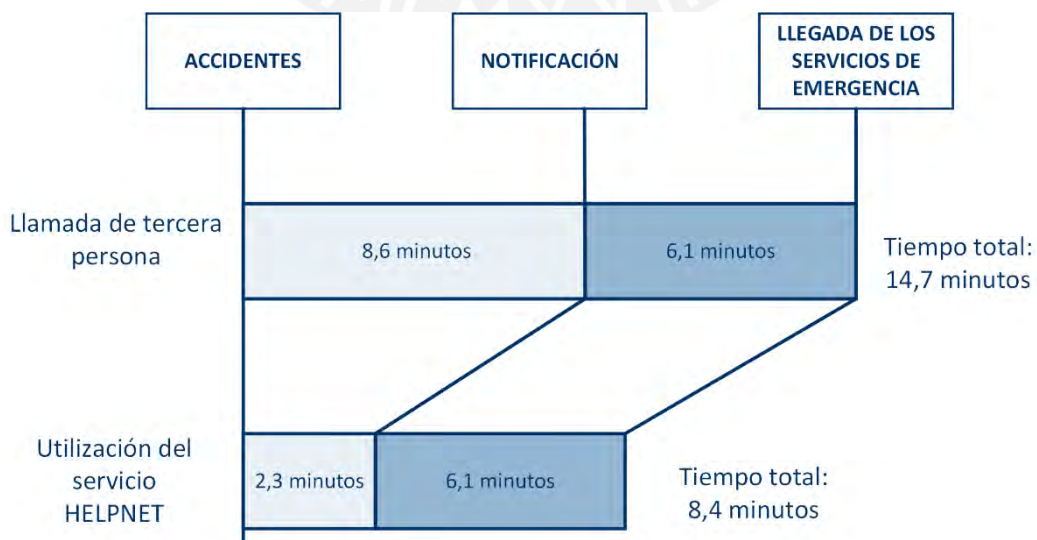 ACCIDENTES
NOTIFICACIÓN
LLEGADA DE LOS
SERVICIOS DE
EMERGENCIA
Llamada de tercera
persona
8,6 minutos
6,1 minutos
Tiempo total:
14,7 minutos
Utilización del
servicio
HELPNET
2,3 minutos
6,1 minutos
Tiempo total:
8,4 minutos